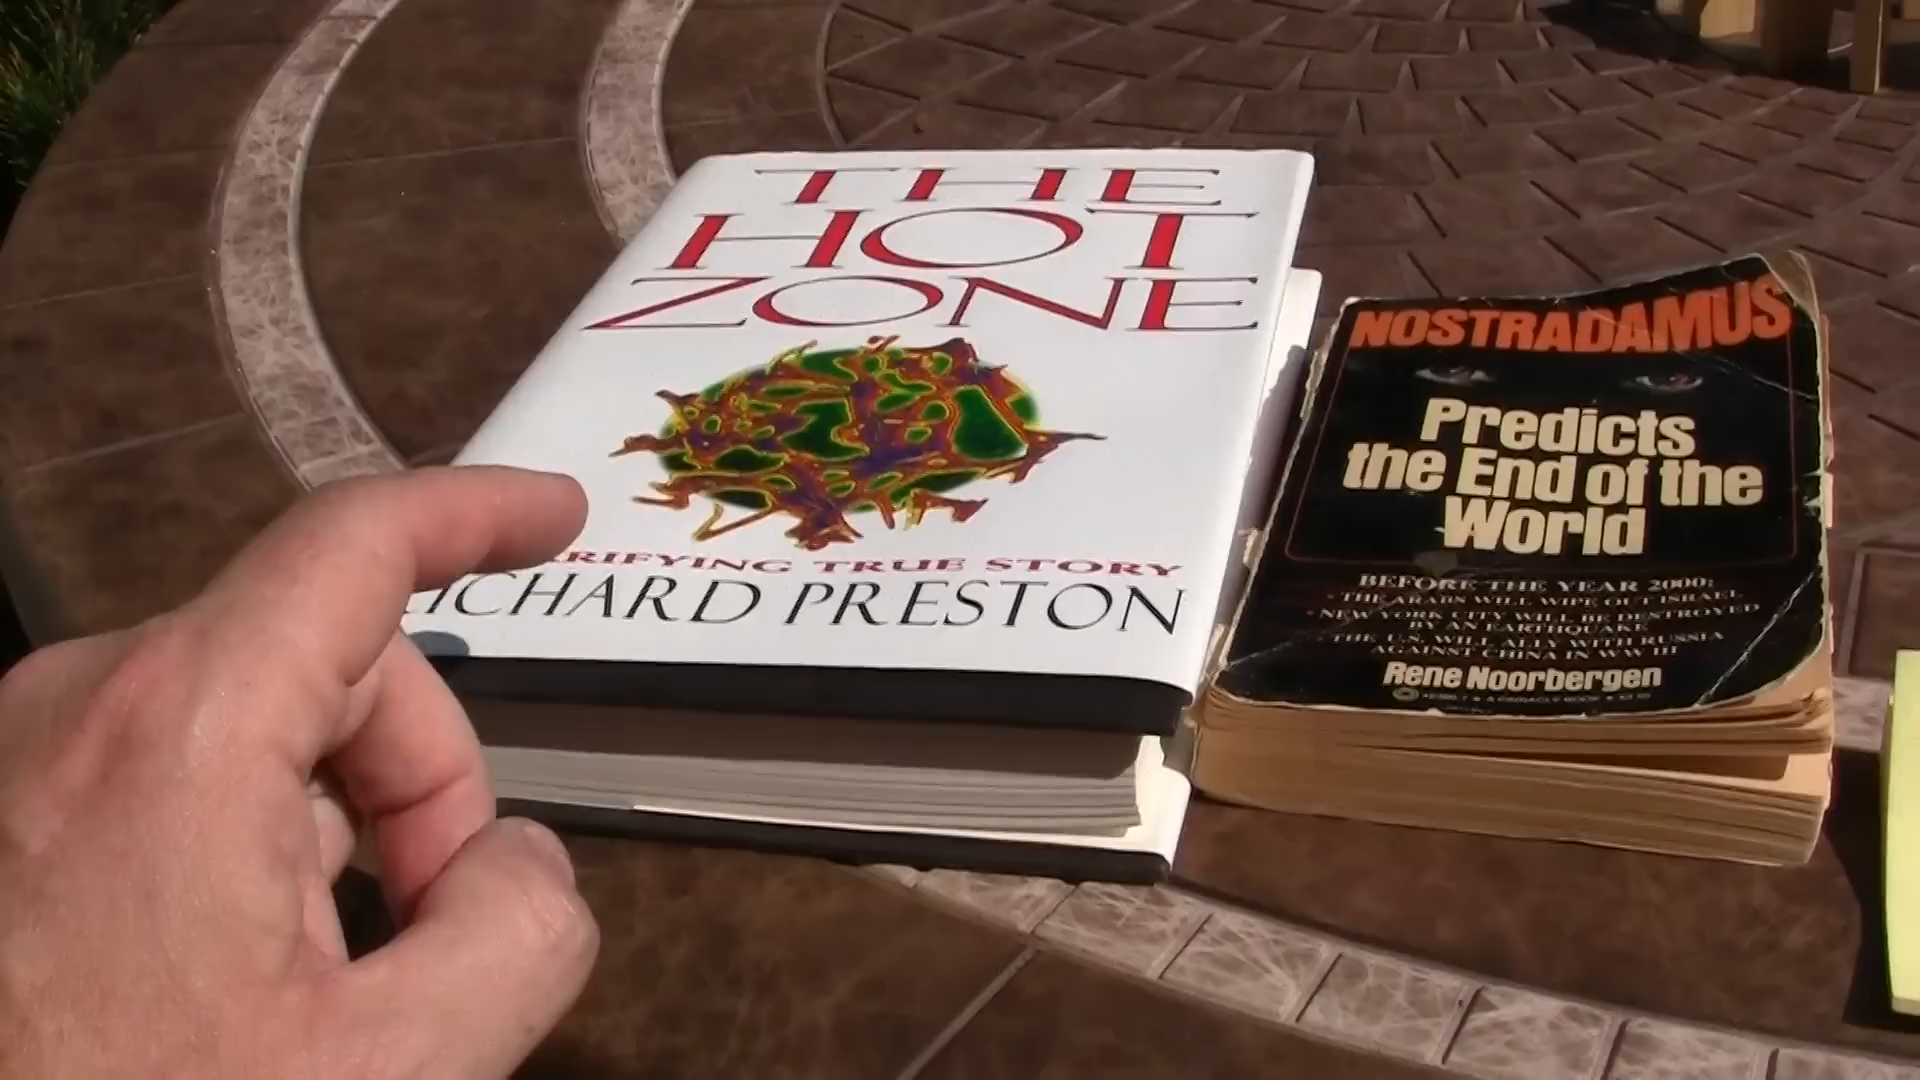 THE
HOT
ZONE
RIFYING TRUE STORY
RICHARD PRESTON
NOSTRADAMUS
Predicts
the End of the
World
BEFORE THE YEAR 2000:
• THE ARABS WILL WIPE OUT ISRAEL
• NEW YORK CITY WILL BE DESTROYED
BY AN EARTHQUAKE
THE U.S. WILL ALLY WITH RUSSIA
AGAINST CHINA IN WW III
Rene Noorbergen